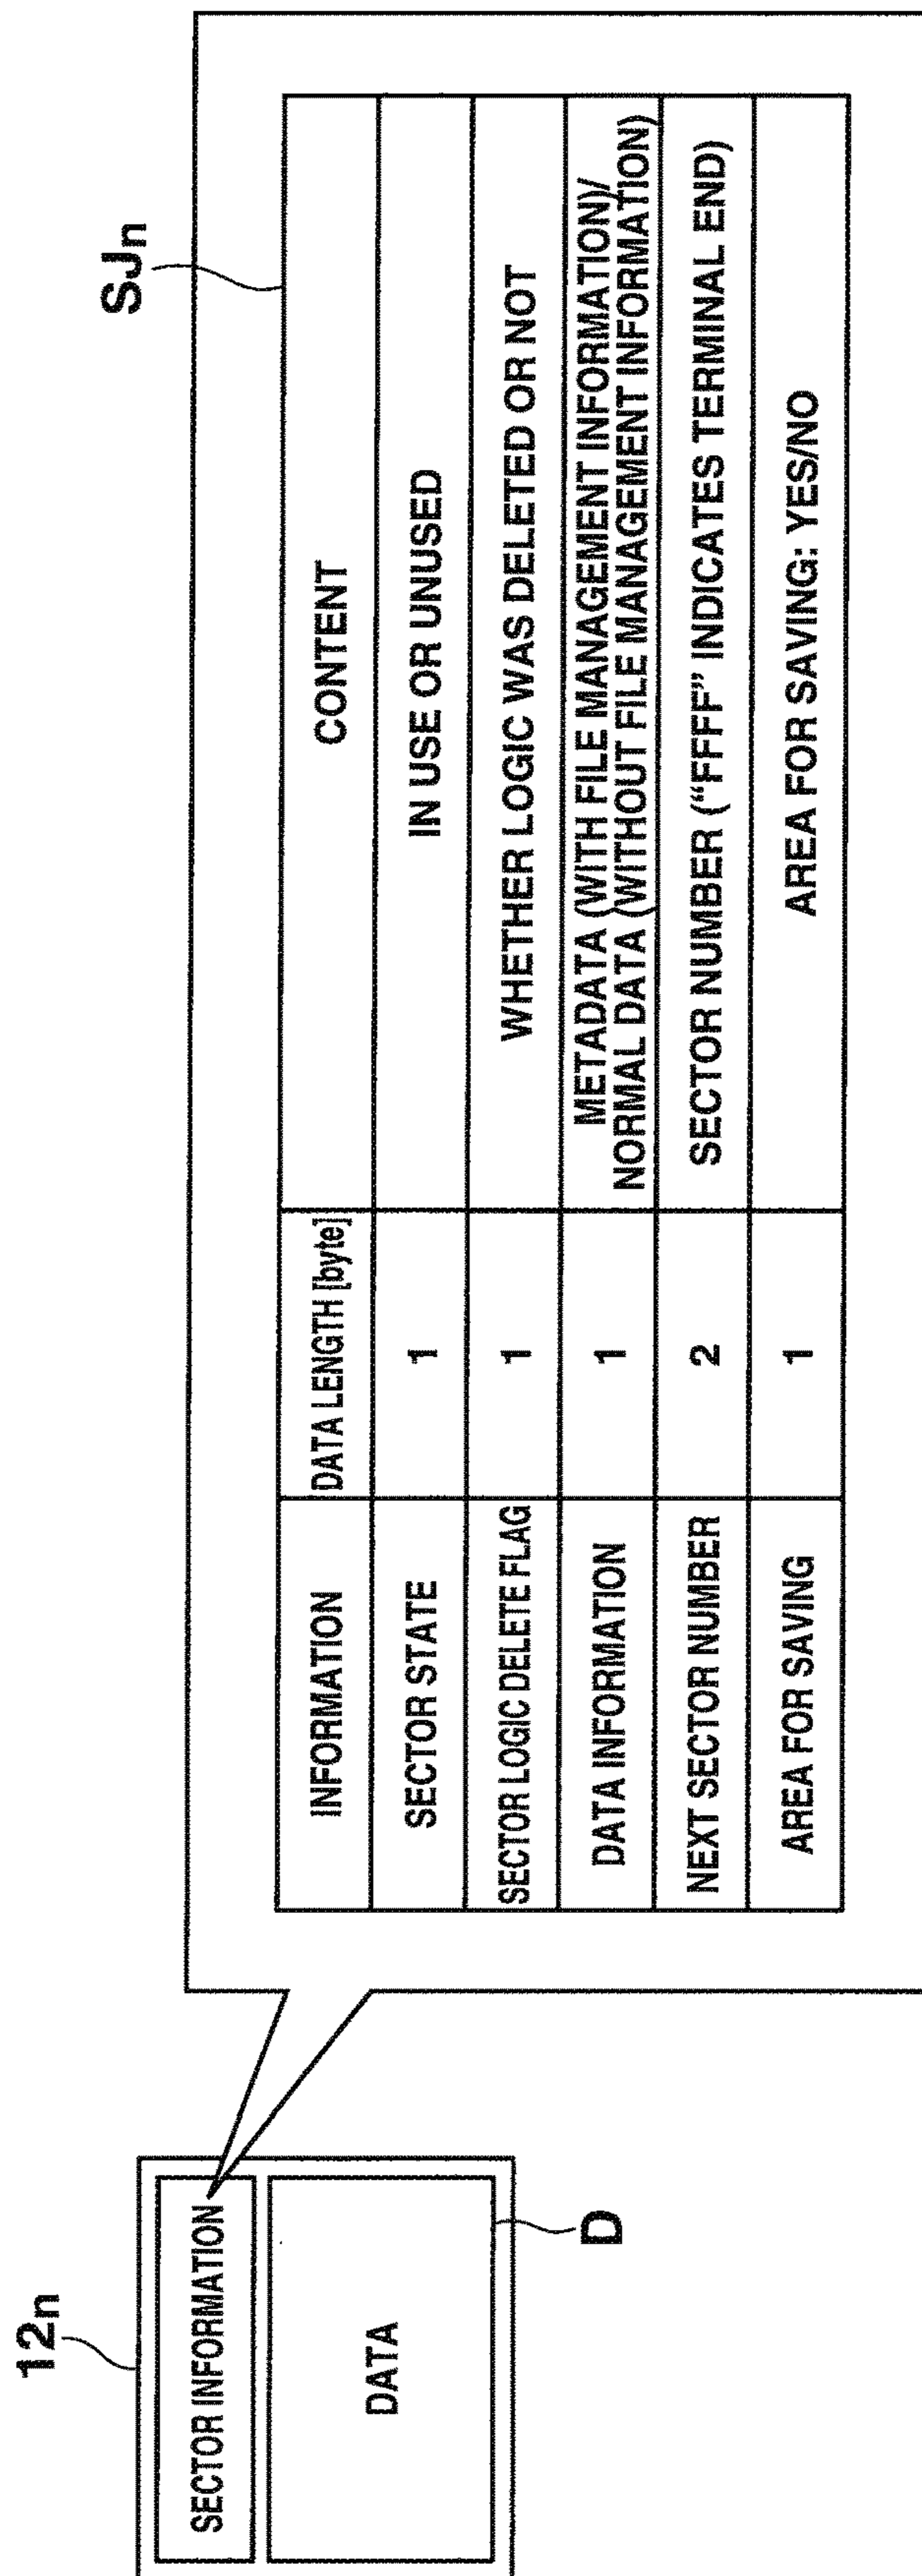 12n
SECTOR INFORMATION
DATA
D
SJn
INFORMATION DATA LENGTH [byte] CONTENT
SECTOR STATE 1 IN USE OR UNUSED
SECTOR LOGIC DELETE FLAG 1 WHETHER LOGIC WAS DELETED OR NOT
DATA INFORMATION 1 METADATA (WITH FILE MANAGEMENT INFORMATION)/
NORMAL DATA (WITHOUT FILE MANAGEMENT INFORMATION)
NEXT SECTOR NUMBER 2 SECTOR NUMBER (“FFFF” INDICATES TERMINAL END)
AREA FOR SAVING 1 AREA FOR SAVING: YES/NO